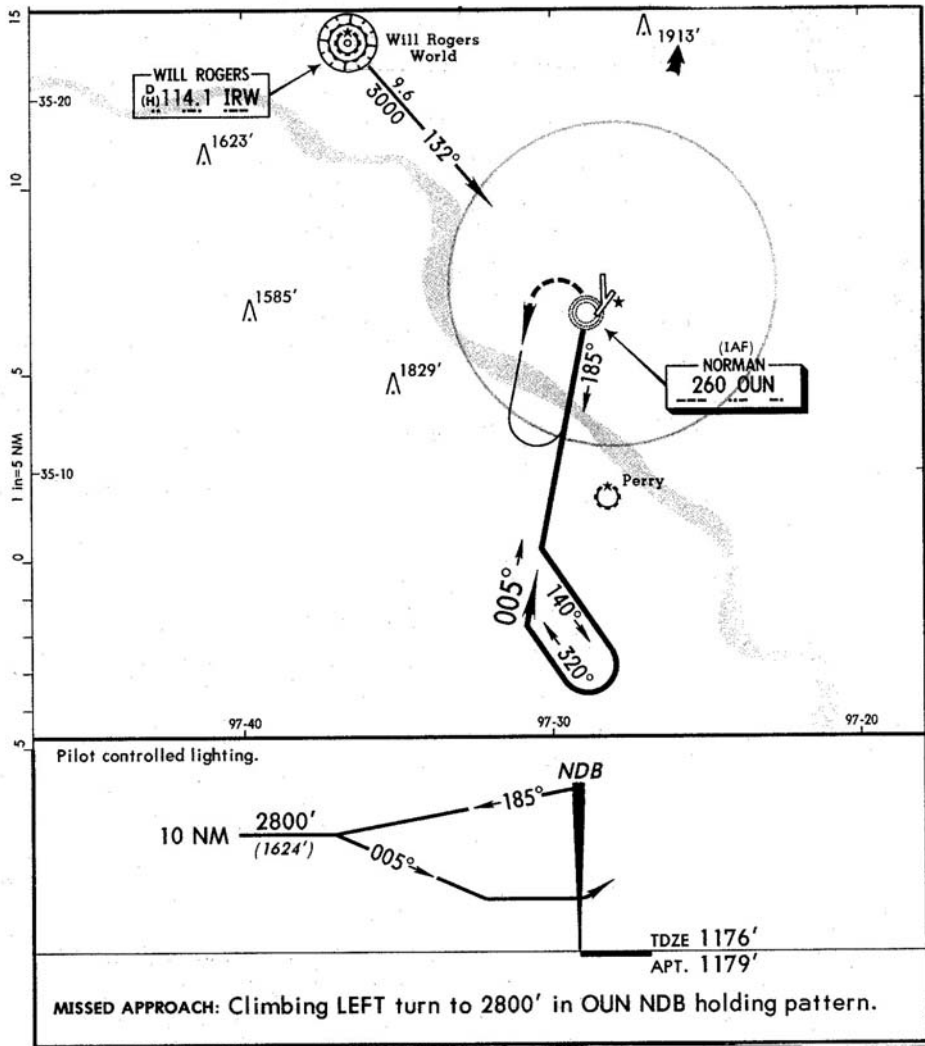 15
1913'
Will Rogers
World
WILL ROGERS
D
(H) 114.1 IRW
35-20
9.6
3000
132°
1623'
10
1585'
(IAF)
NORMAN
260 OUN
185°
1829'
5
1 in=5 NM
35-10
Perry
0
005°
140°
320°
97-40
97-30
97-20
5
Pilot controlled lighting.
NDB
185°
10 NM
2800'
(1624')
005°
TDZE 1176'
APT. 1179'
MISSED APPROACH: Climbing LEFT turn to 2800' in OUN NDB holding pattern.